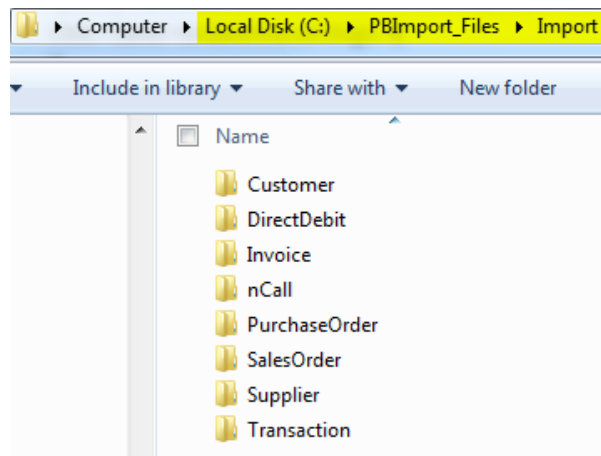 Computer Local Disk (C:) PBImport_Files Import
Include in library Share with New folder
Name
Customer
DirectDebit
Invoice
nCall
PurchaseOrder
SalesOrder
Supplier
Transaction